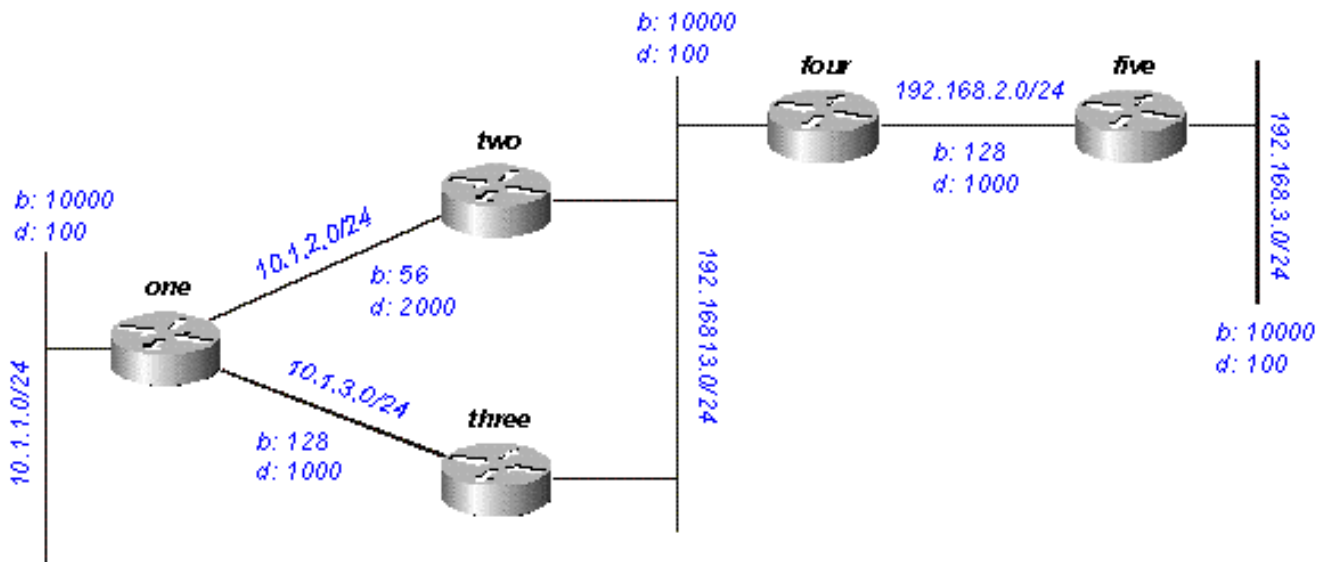 b: 10000
d: 100
four
five
192.168.2.0/24
b: 128
d: 1000
192.168.3.0/24
b: 10000
d: 100
two
b: 10000
d: 100
10.1.2.0/24
b: 56
d: 2000
one
10.1.1.0/24
10.1.3.0/24
b: 128
d: 1000
three
192.16813.0/24